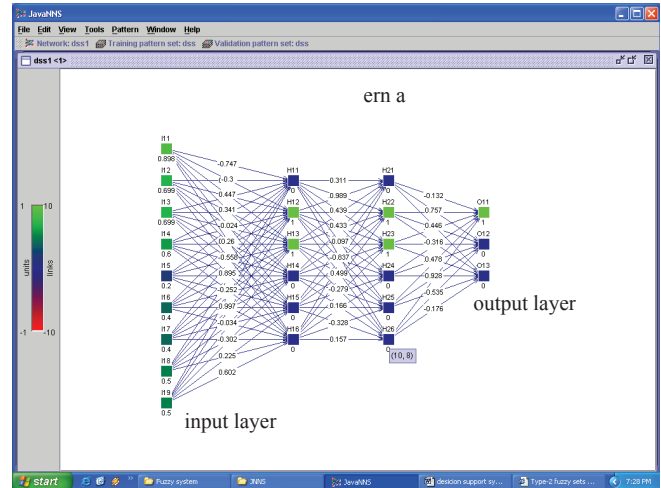 JavaNNS
File Edit View Tools Pattern Window Help
Network: dss1 Training pattern set: dss Validation pattern set: dss
dss1 <1>
ern a
I11
0.898
I12
0.699
I13
0.699
I14
0.6
I15
0.2
I16
0.4
I17
0.4
I18
0.5
I19
0.5
-0.747
(-0.3
0.447
0.341
-0.024
(0.26
-0.558
0.895
-0.252
0.997
-0.034
-0.302
0.225
0.602
H11
0
H12
1
H13
1
H14
0
H15
0
H16
0
0.311
0.989
0.439
0.433
-0.097
-0.837
0.499
-0.279
0.166
-0.328
0.157
H21
0
H22
1
H23
1
H24
0
H25
0
H26
0
(10, 8)
-0.132
0.757
0.446
-0.316
0.478
-0.928
-0.535
-0.176
O11
1
O12
0
O13
0
output layer
input layer
1 10
units
links
-1 -10
start
Fuzzy system
JNNS
JavaNNS
desicion support sy...
Type-2 fuzzy sets ...
7:28 PM